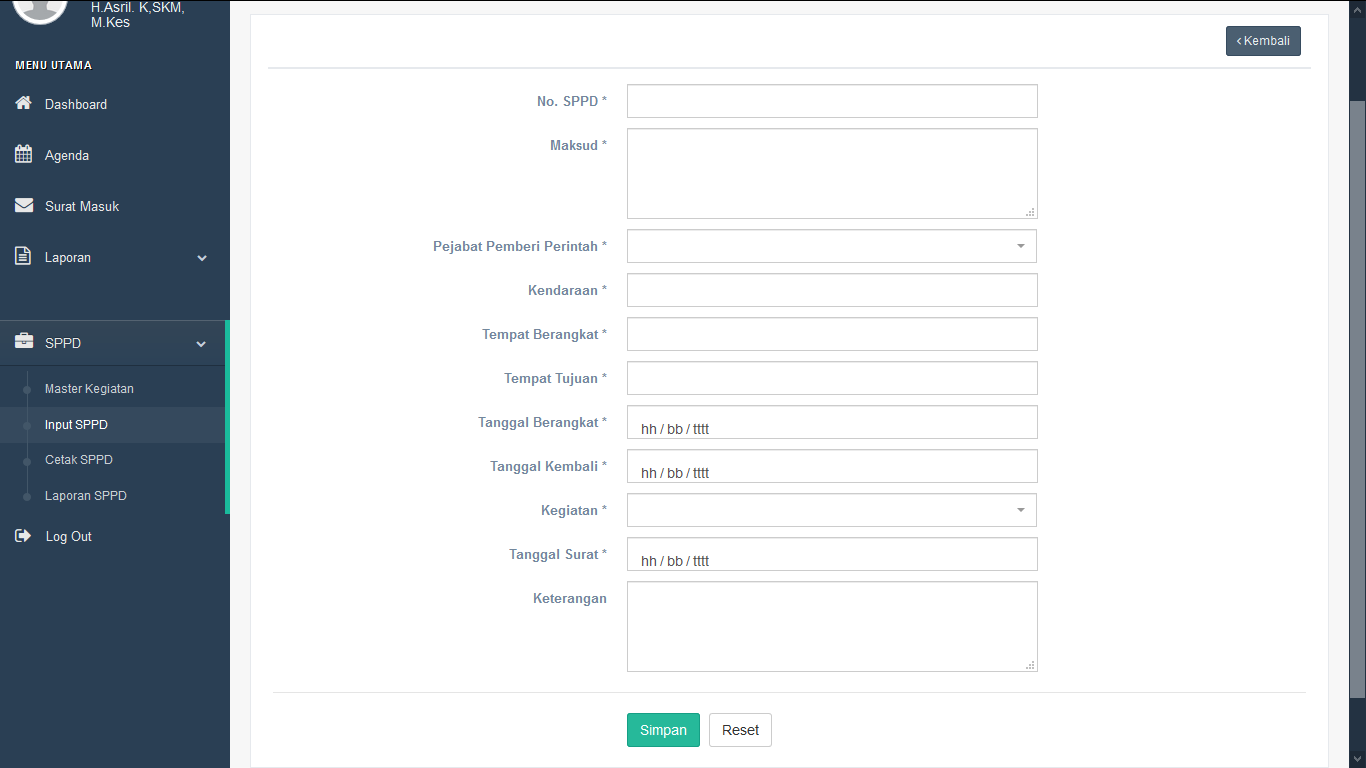 H.Asril. K,SKM,
M.Kes
MENU UTAMA
Dashboard
Agenda
Surat Masuk
Laporan
SPPD
Master Kegiatan
Input SPPD
Cetak SPPD
Laporan SPPD
Log Out
Kembali
No. SPPD *
Maksud *
Pejabat Pemberi Perintah *
Kendaraan *
Tempat Berangkat *
Tempat Tujuan *
Tanggal Berangkat * hh / bb / tttt
Tanggal Kembali * hh / bb / tttt
Kegiatan *
Tanggal Surat * hh / bb / tttt
Keterangan
Simpan Reset